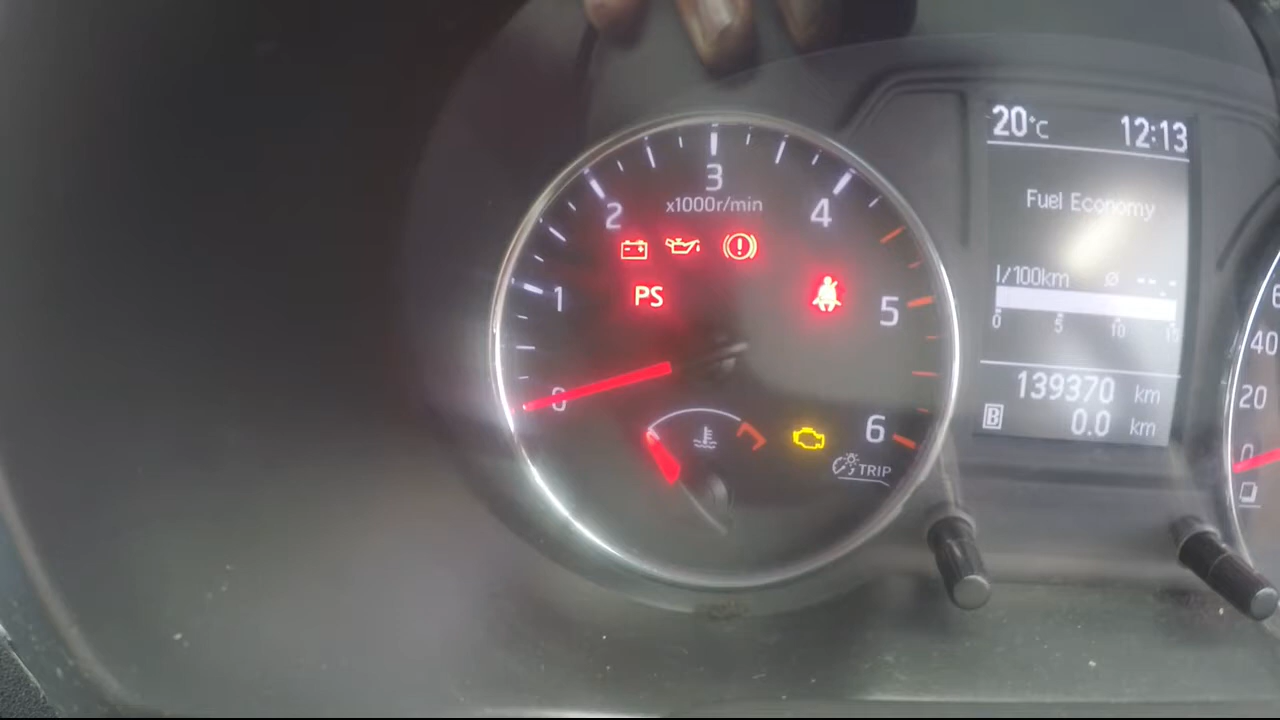 20°C 12:13
Fuel Economy
l/100km Ø --.-
0 5 10
139370 km
B 0.0 km
0
1
2
3
4
5
6
x1000r/min
PS
TRIP
40
20
0